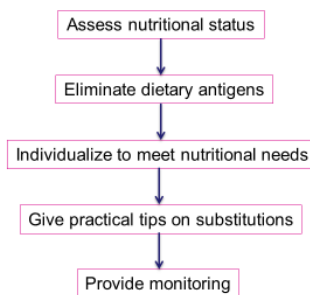 Assess nutritional status
Eliminate dietary antigens
Individualize to meet nutritional needs
Give practical tips on substitutions
Provide monitoring